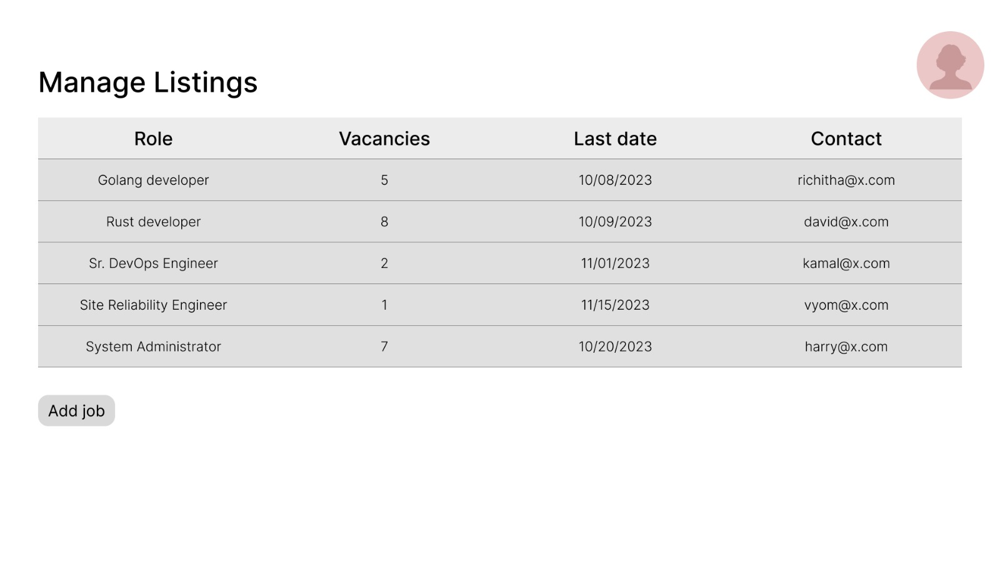 Manage Listings
Role Vacancies Last date Contact
Golang developer 5 10/08/2023 richitha@x.com
Rust developer 8 10/09/2023 david@x.com
Sr. DevOps Engineer 2 11/01/2023 kamal@x.com
Site Reliability Engineer 1 11/15/2023 vyom@x.com
System Administrator 7 10/20/2023 harry@x.com
Add job